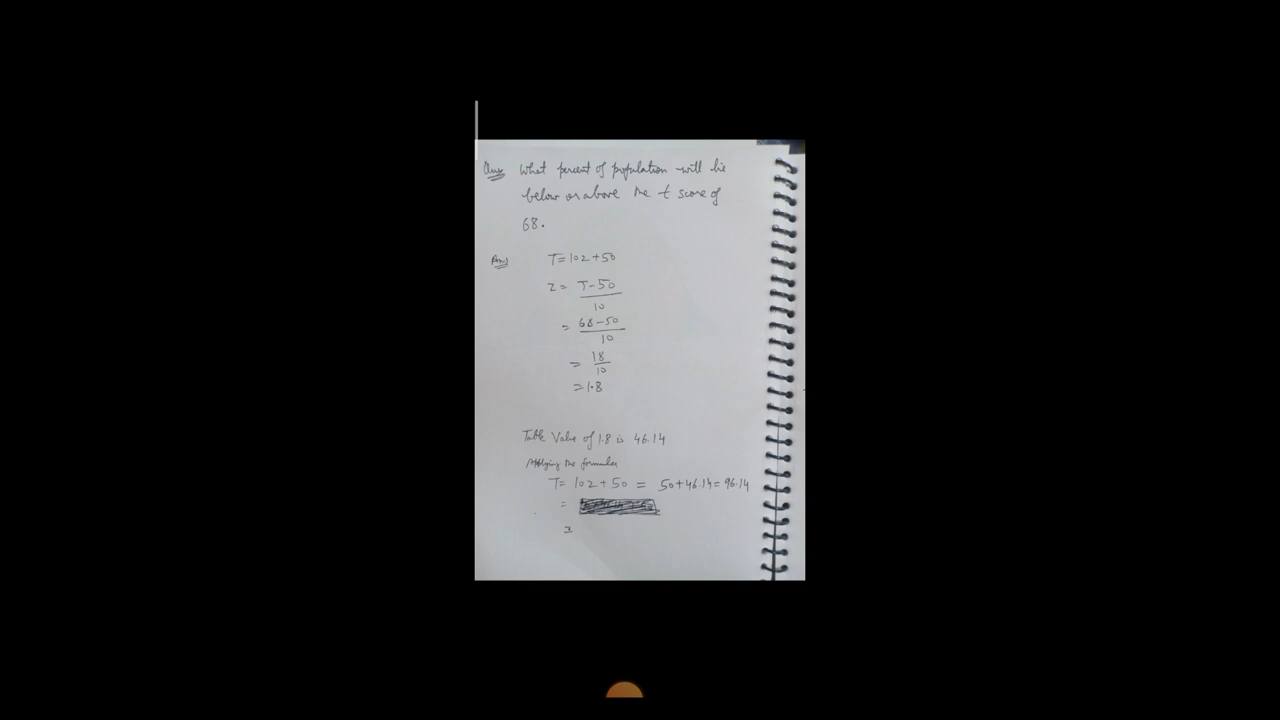 Ques What percent of population will lie
below or above the t score of
68.
Ans T=10z+50
z= T-50
10
= 68-50
10
= 18
10
=1.8
Table Value of 1.8 is 46.14
Applying the formula
T= 10z+50 = 50+46.14=96.14
=
=